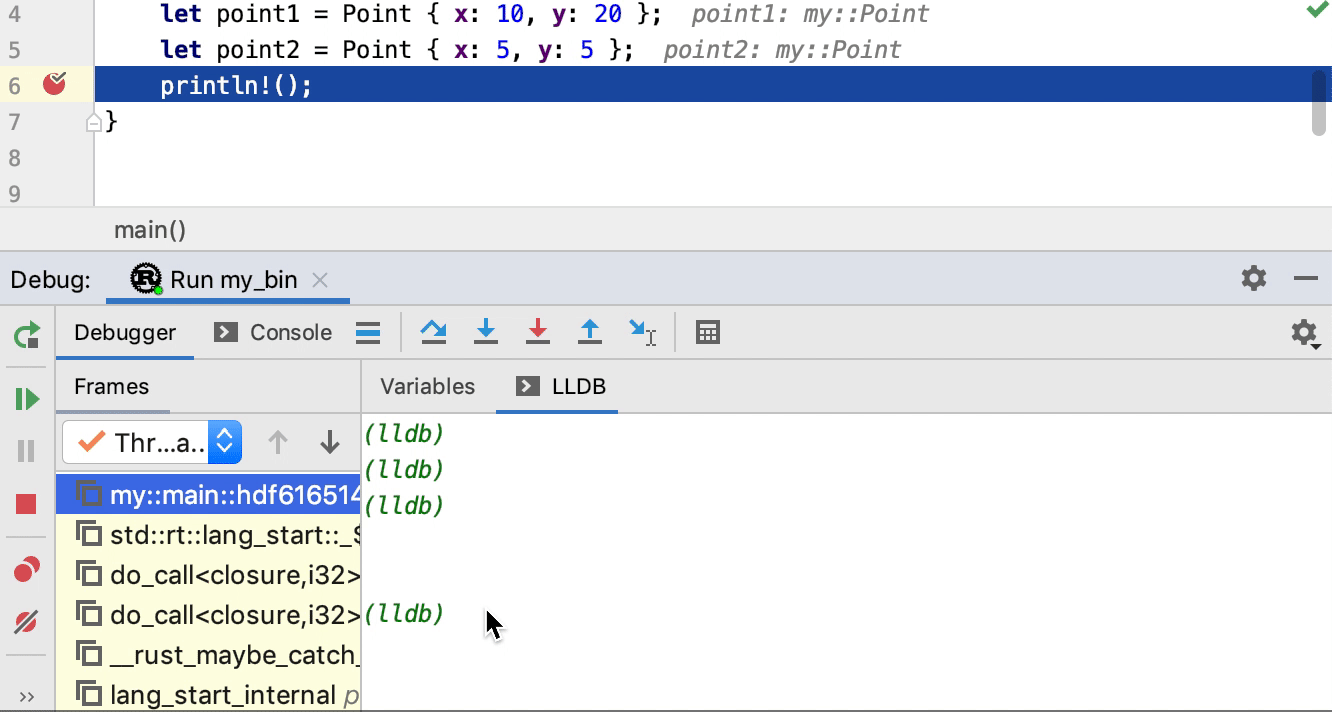 4 let point1 = Point { x: 10, y: 20 }; point1: my::Point
5 let point2 = Point { x: 5, y: 5 }; point2: my::Point
6 println!();
7 }
8
9
main()
Debug: Run my_bin
Debugger Console
Frames Variables LLDB
Thr...a..
(lldb)
(lldb)
(lldb)
(lldb)
my::main::hdf616514
std::rt::lang_start::_$
do_call<closure,i32>
do_call<closure,i32>
__rust_maybe_catch_
lang_start_internal p